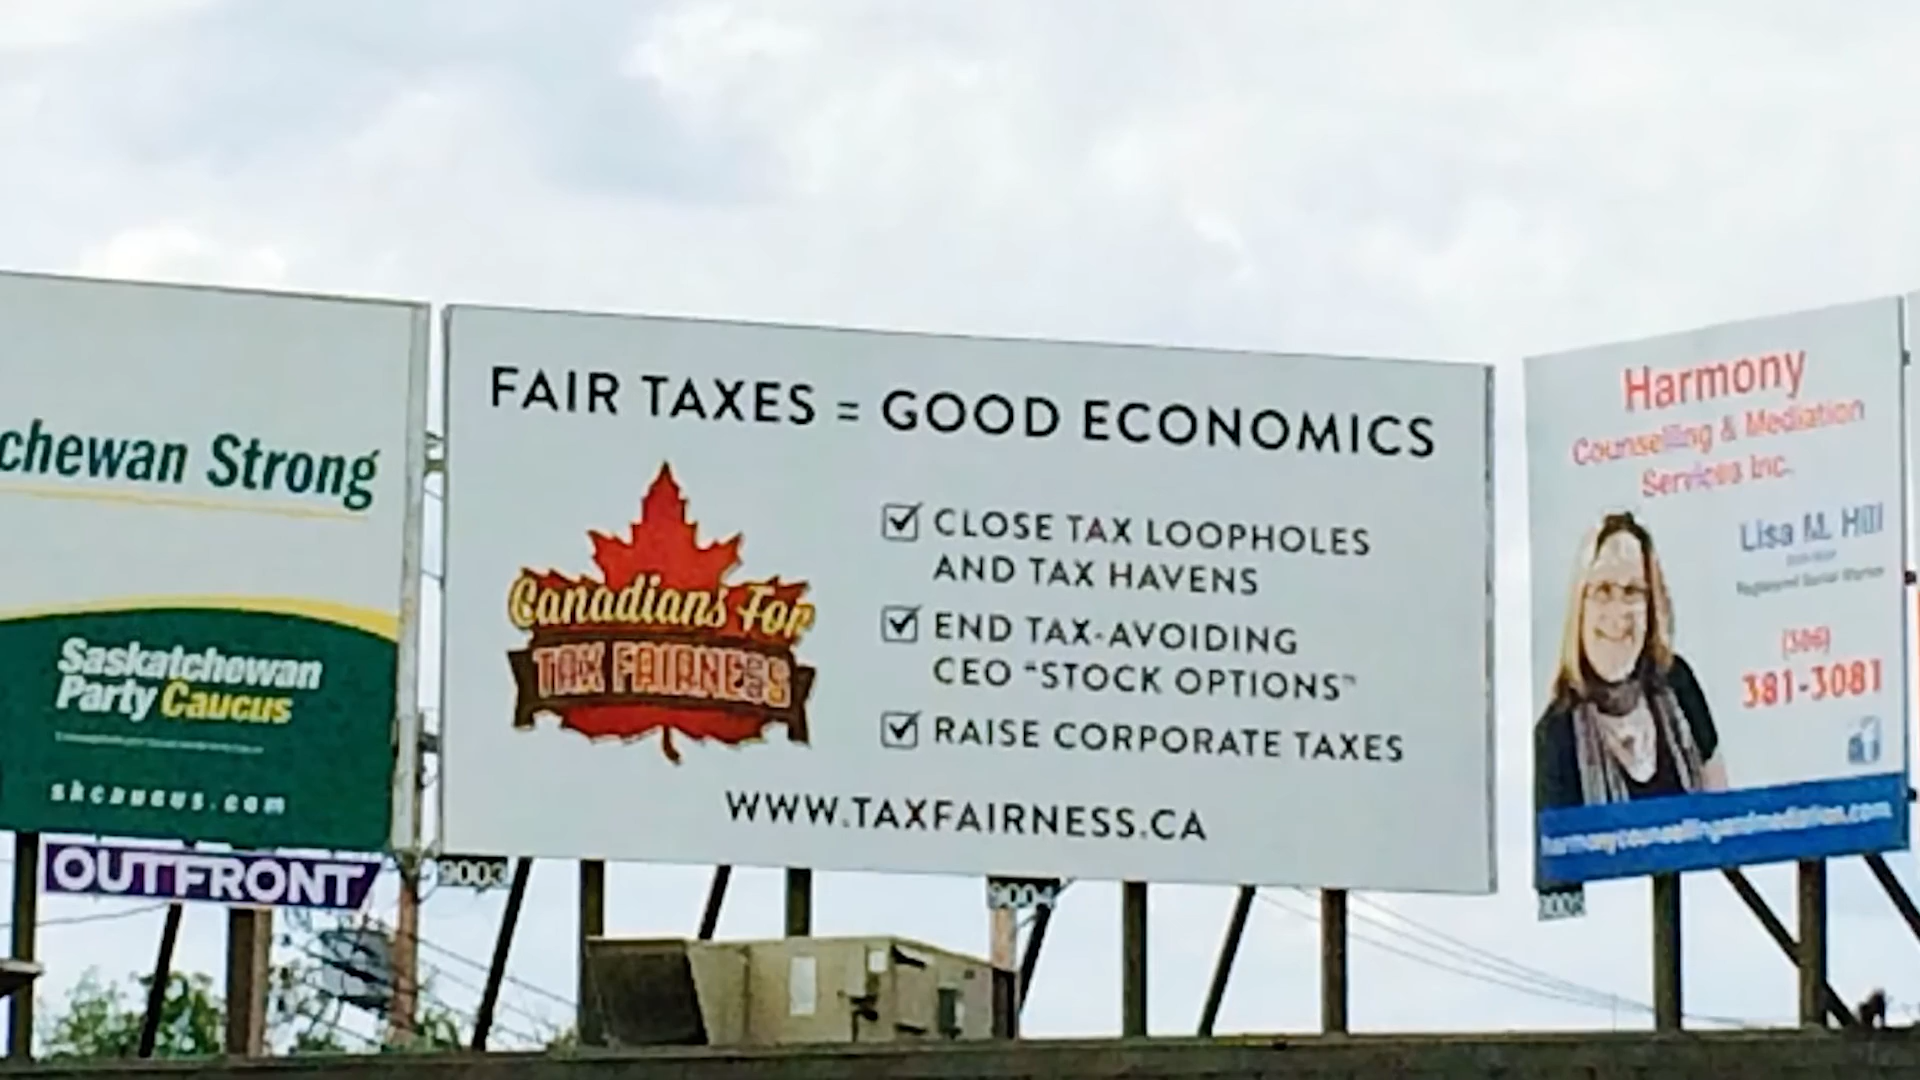 chewan Strong
Saskatchewan
Party Caucus
skcaucus.com
OUTFRONT
FAIR TAXES = GOOD ECONOMICS
Canadians For
TAX FAIRNESS
CLOSE TAX LOOPHOLES
AND TAX HAVENS
END TAX-AVOIDING
CEO “STOCK OPTIONS”
RAISE CORPORATE TAXES
WWW.TAXFAIRNESS.CA
9003
9004
Harmony
Counselling & Mediation
Services Inc.
Lisa M. Hill
Registered Social Worker
(306)
381-3081
harmonycounsellingandmediation.com
9005